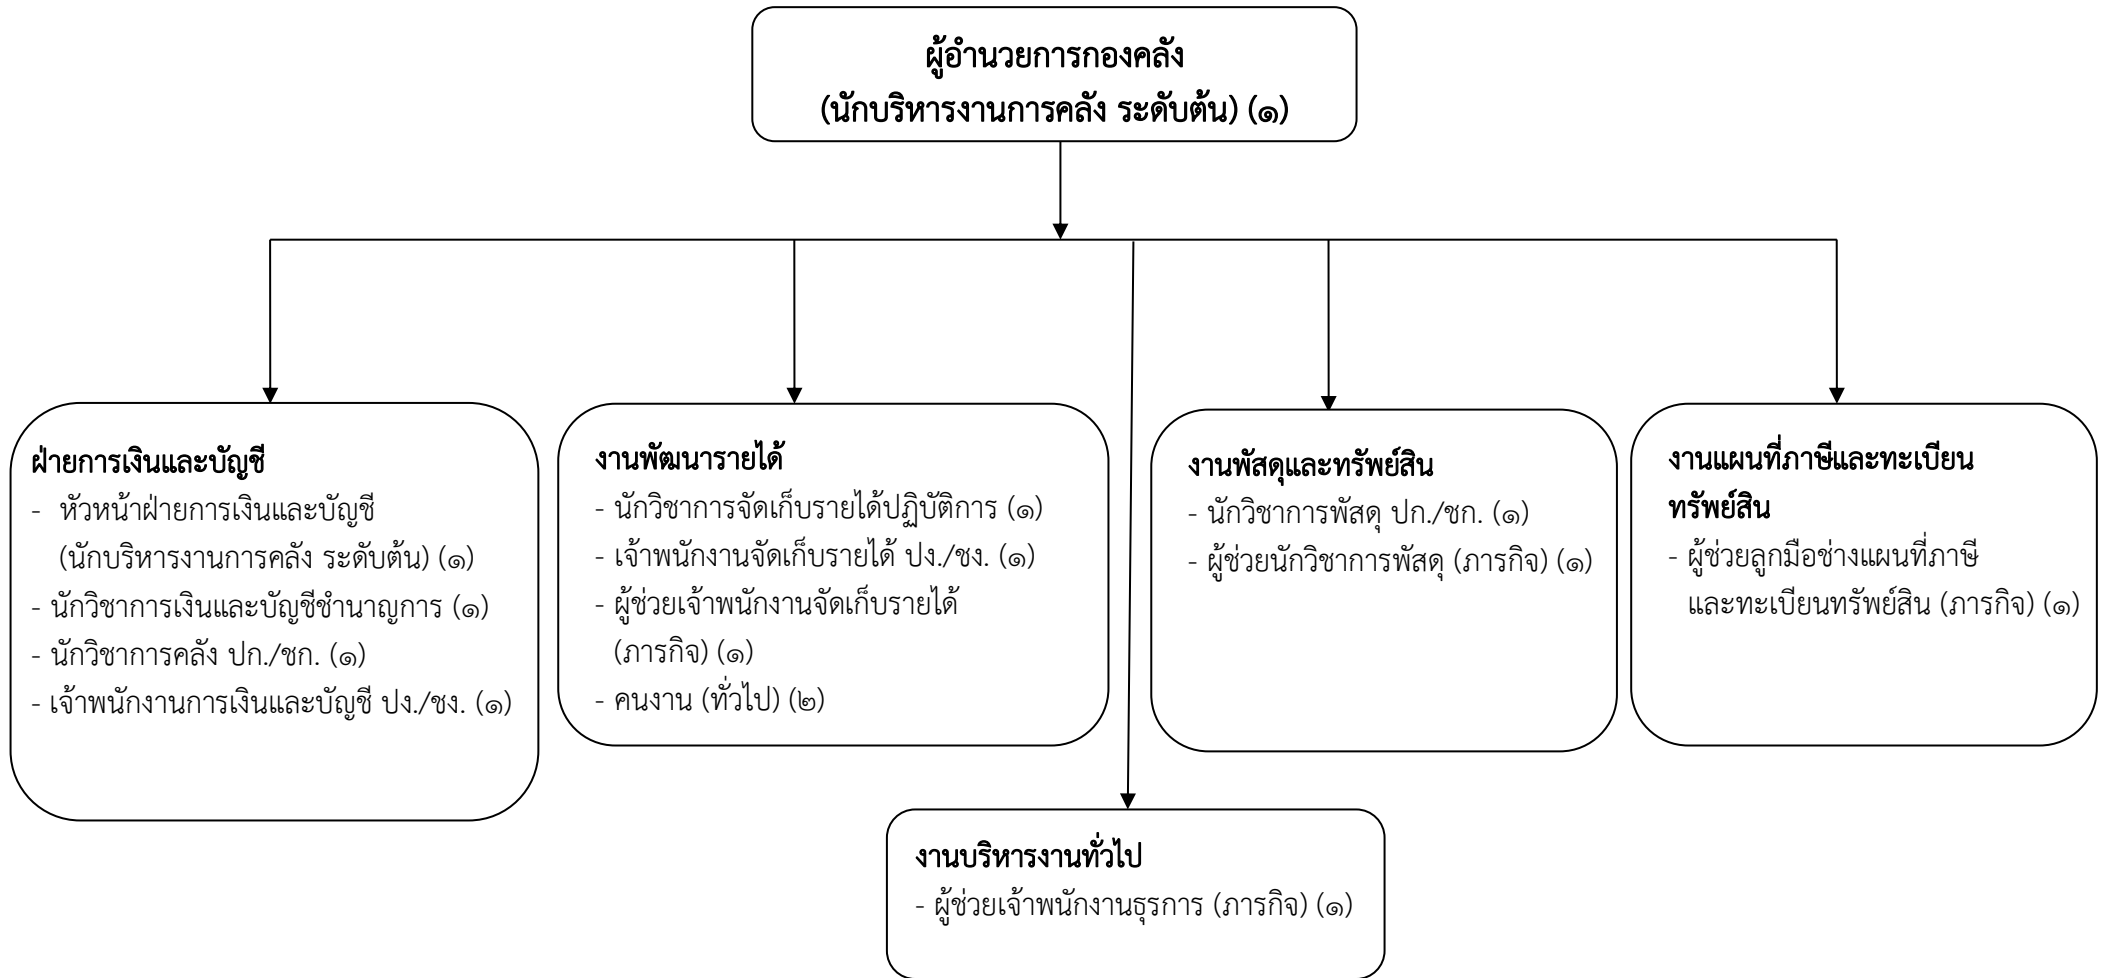 ผู้อำนวยการกองคลัง
(นักบริหารงานการคลัง ระดับต้น) (๑)
ฝ่ายการเงินและบัญชี
- หัวหน้าฝ่ายการเงินและบัญชี
(นักบริหารงานการคลัง ระดับต้น) (๑)
- นักวิชาการเงินและบัญชีชำนาญการ (๑)
- นักวิชาการคลัง ปก./ชก. (๑)
- เจ้าพนักงานการเงินและบัญชี ปง./ชง. (๑)
งานพัฒนารายได้
- นักวิชาการจัดเก็บรายได้ปฏิบัติการ (๑)
- เจ้าพนักงานจัดเก็บรายได้ ปง./ชง. (๑)
- ผู้ช่วยเจ้าพนักงานจัดเก็บรายได้
(ภารกิจ) (๑)
- คนงาน (ทั่วไป) (๒)
งานพัสดุและทรัพย์สิน
- นักวิชาการพัสดุ ปก./ชก. (๑)
- ผู้ช่วยนักวิชาการพัสดุ (ภารกิจ) (๑)
งานแผนที่ภาษีและทะเบียน
ทรัพย์สิน
- ผู้ช่วยลูกมือช่างแผนที่ภาษี
และทะเบียนทรัพย์สิน (ภารกิจ) (๑)
งานบริหารงานทั่วไป
- ผู้ช่วยเจ้าพนักงานธุรการ (ภารกิจ) (๑)